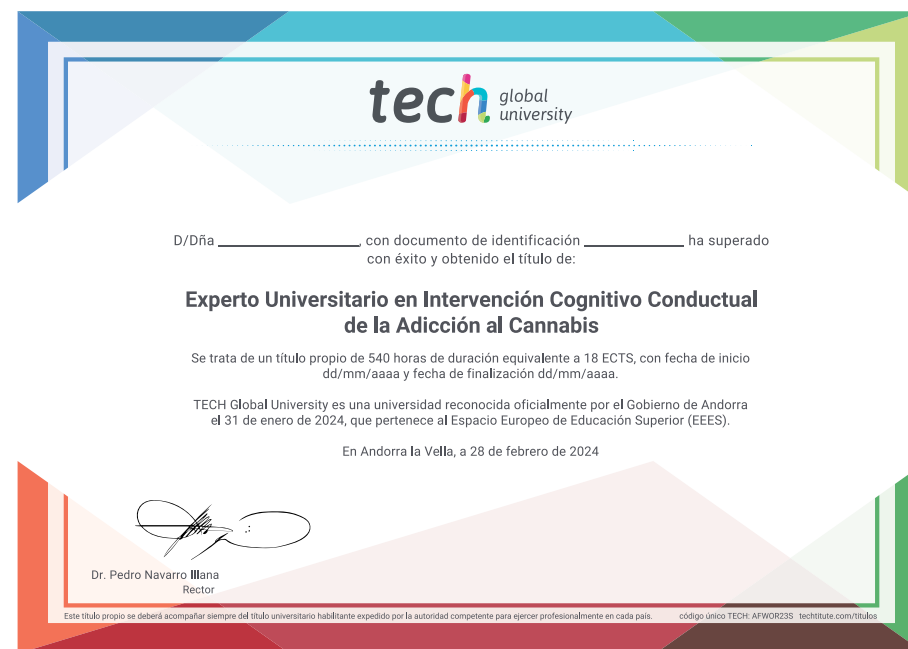 tech global university
D/Dña ____________, con documento de identificación ____________ ha superado
con éxito y obtenido el título de:
Experto Universitario en Intervención Cognitivo Conductual
de la Adicción al Cannabis
Se trata de un título propio de 540 horas de duración equivalente a 18 ECTS, con fecha de inicio
dd/mm/aaaa y fecha de finalización dd/mm/aaaa.
TECH Global University es una universidad reconocida oficialmente por el Gobierno de Andorra
el 31 de enero de 2024, que pertenece al Espacio Europeo de Educación Superior (EEES).
En Andorra la Vella, a 28 de febrero de 2024
Dr. Pedro Navarro Illana
Rector
Este título propio se deberá acompañar siempre del título universitario habilitante expedido por la autoridad competente para ejercer profesionalmente en cada país. código único TECH: AFWOR23S techtitute.com/titulos